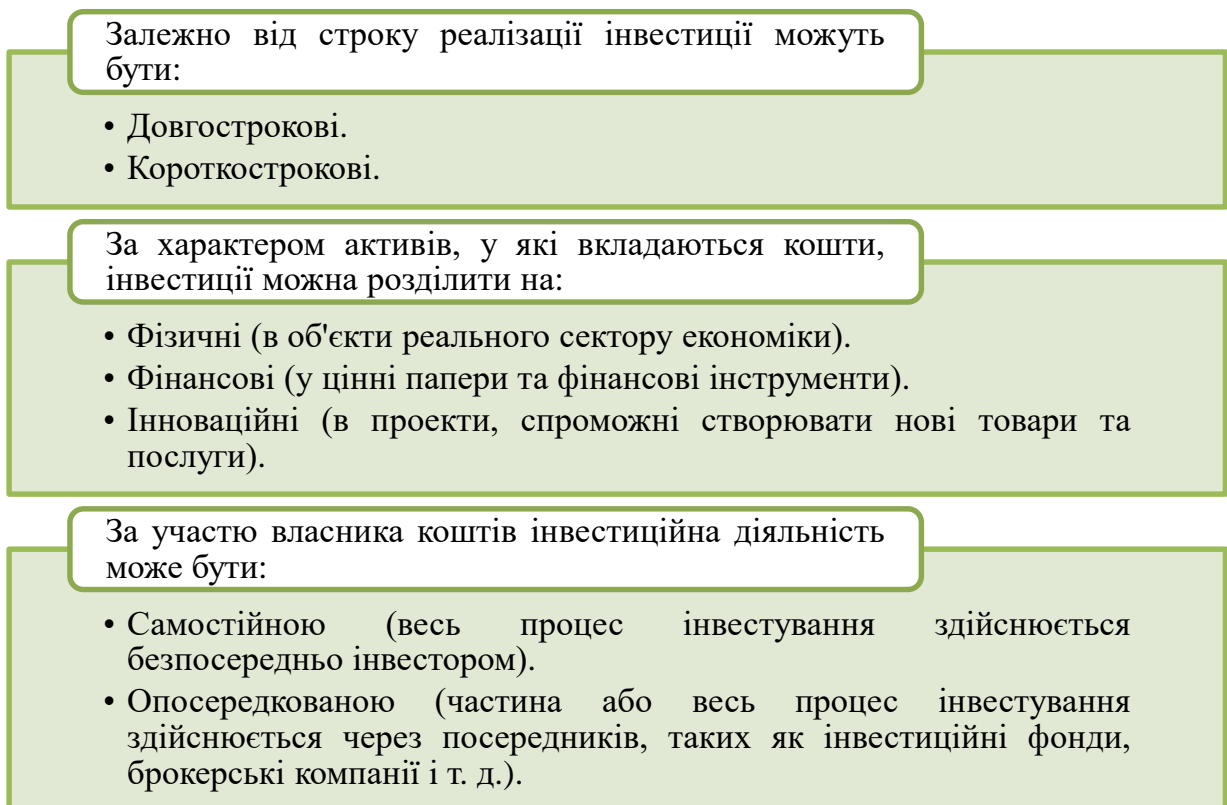 Залежно від строку реалізації інвестиції можуть
бути:
• Довгострокові.
• Короткострокові.
За характером активів, у які вкладаються кошти,
інвестиції можна розділити на:
• Фізичні (в об'єкти реального сектору економіки).
• Фінансові (у цінні папери та фінансові інструменти).
• Інноваційні (в проекти, спроможні створювати нові товари та
послуги).
За участю власника коштів інвестиційна діяльність
може бути:
• Самостійною (весь процес інвестування здійснюється
безпосередньо інвестором).
• Опосередкованою (частина або весь процес інвестування
здійснюється через посередників, таких як інвестиційні фонди,
брокерські компанії і т. д.).